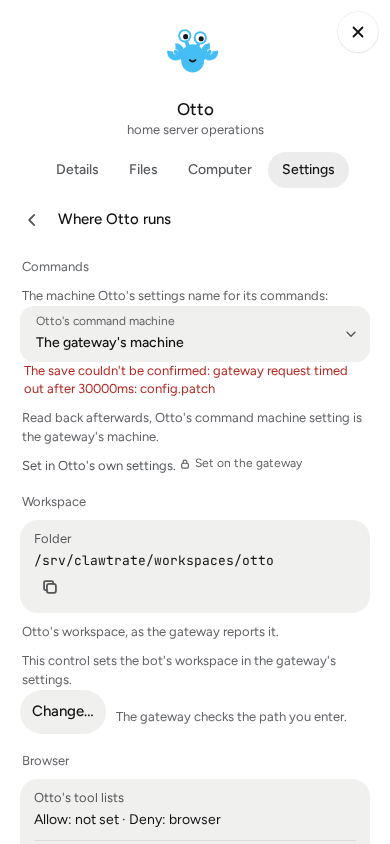 Otto
home server operations
Details
Files
Computer
Settings
Where Otto runs
Commands
The machine Otto's settings name for its commands:
Otto's command machine
The gateway's machine
The save couldn't be confirmed: gateway request timed
out after 30000ms: config.patch
Read back afterwards, Otto's command machine setting is
the gateway's machine.
Set in Otto's own settings. Set on the gateway
Workspace
Folder
/srv/clawtrate/workspaces/otto
Otto's workspace, as the gateway reports it.
This control sets the bot's workspace in the gateway's
settings.
Change... The gateway checks the path you enter.
Browser
Otto's tool lists
Allow: not set · Deny: browser